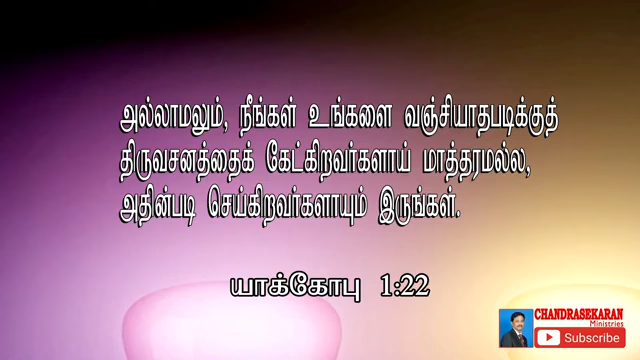 அல்லாமலும், நீங்கள் உங்களை வஞ்சியாதபடிக்குத்
திருவசனத்தைக் கேட்கிறவர்களாய் மாத்தரமல்ல,
அதின்படி செய்கிறவர்களாயும் இருங்கள்.
யாக்கோபு 1:22
CHANDRASEKARAN
Ministries
Subscribe